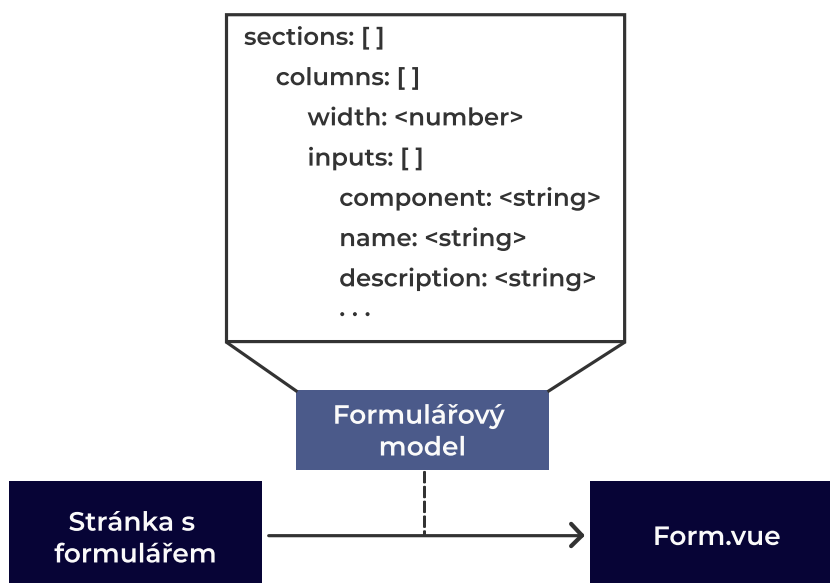 sections: [ ]
columns: [ ]
width: <number>
inputs: [ ]
component: <string>
name: <string>
description: <string>
. . .
Formulářový
model
Stránka s
formulářem
Form.vue